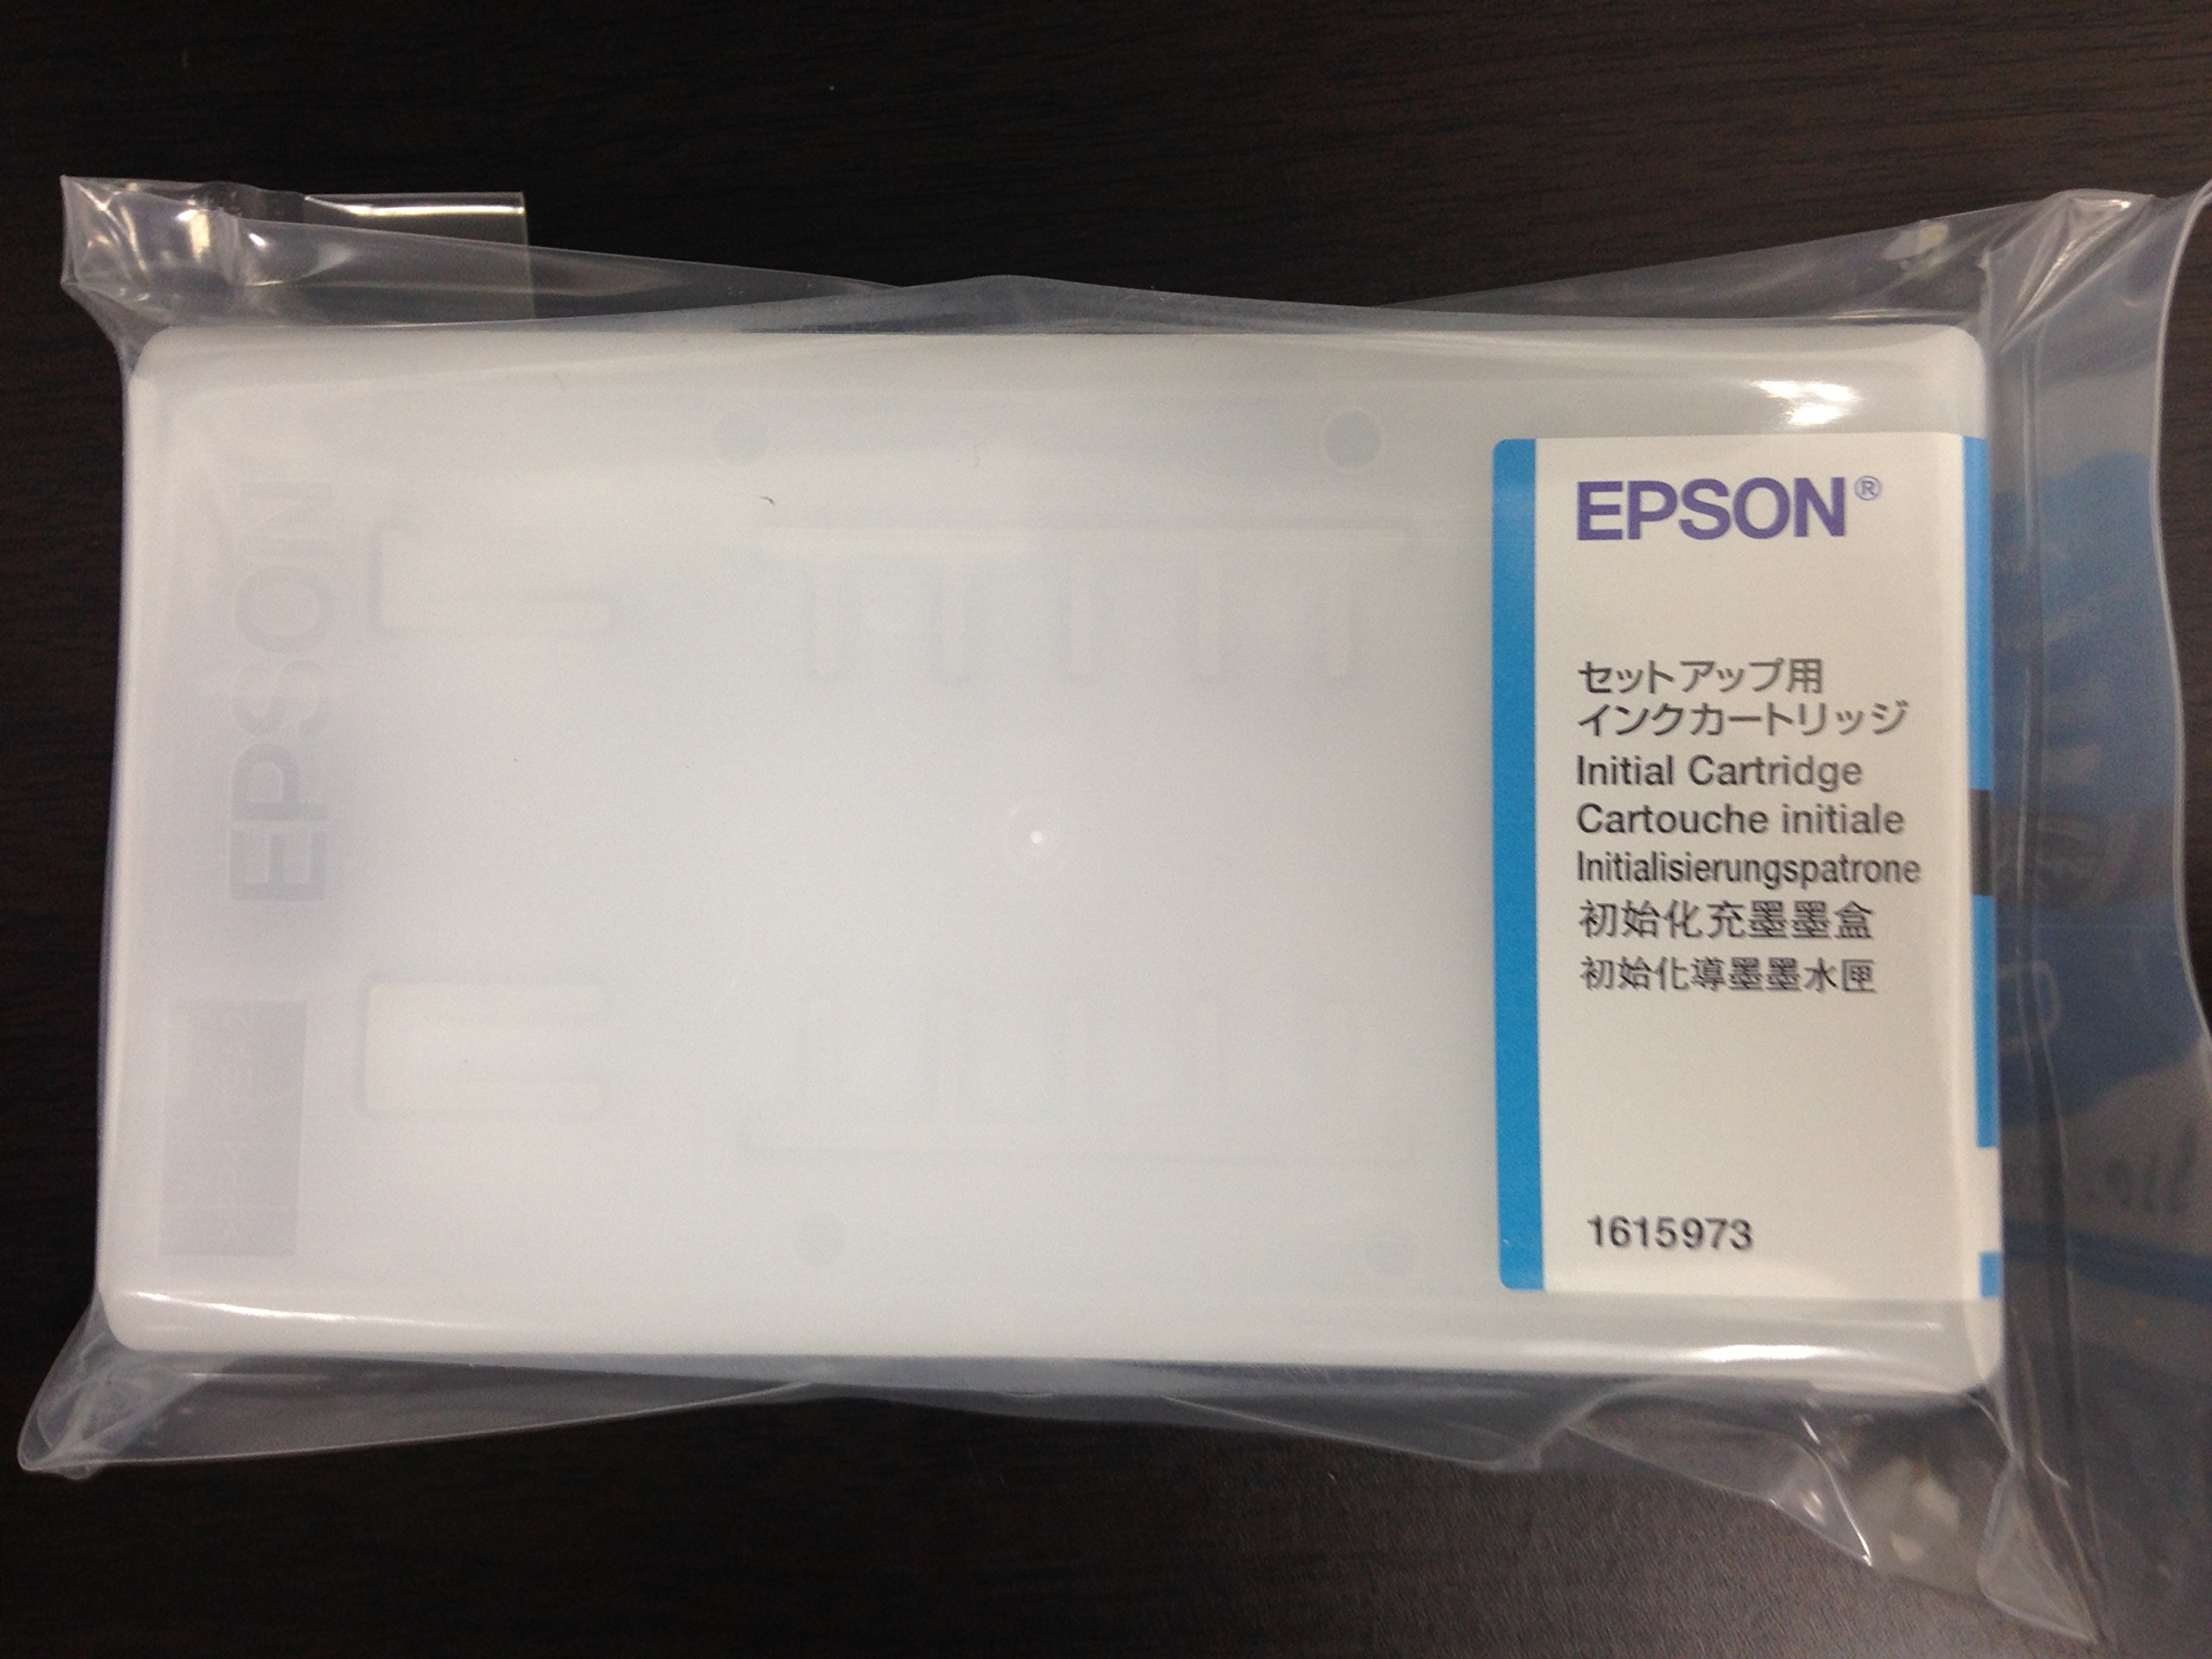 EPSON
EPSON®
セットアップ用
インクカートリッジ
Initial Cartridge
Cartouche initiale
Initialisierungspatrone
初始化充墨墨盒
初始化導墨墨水匣
1615973